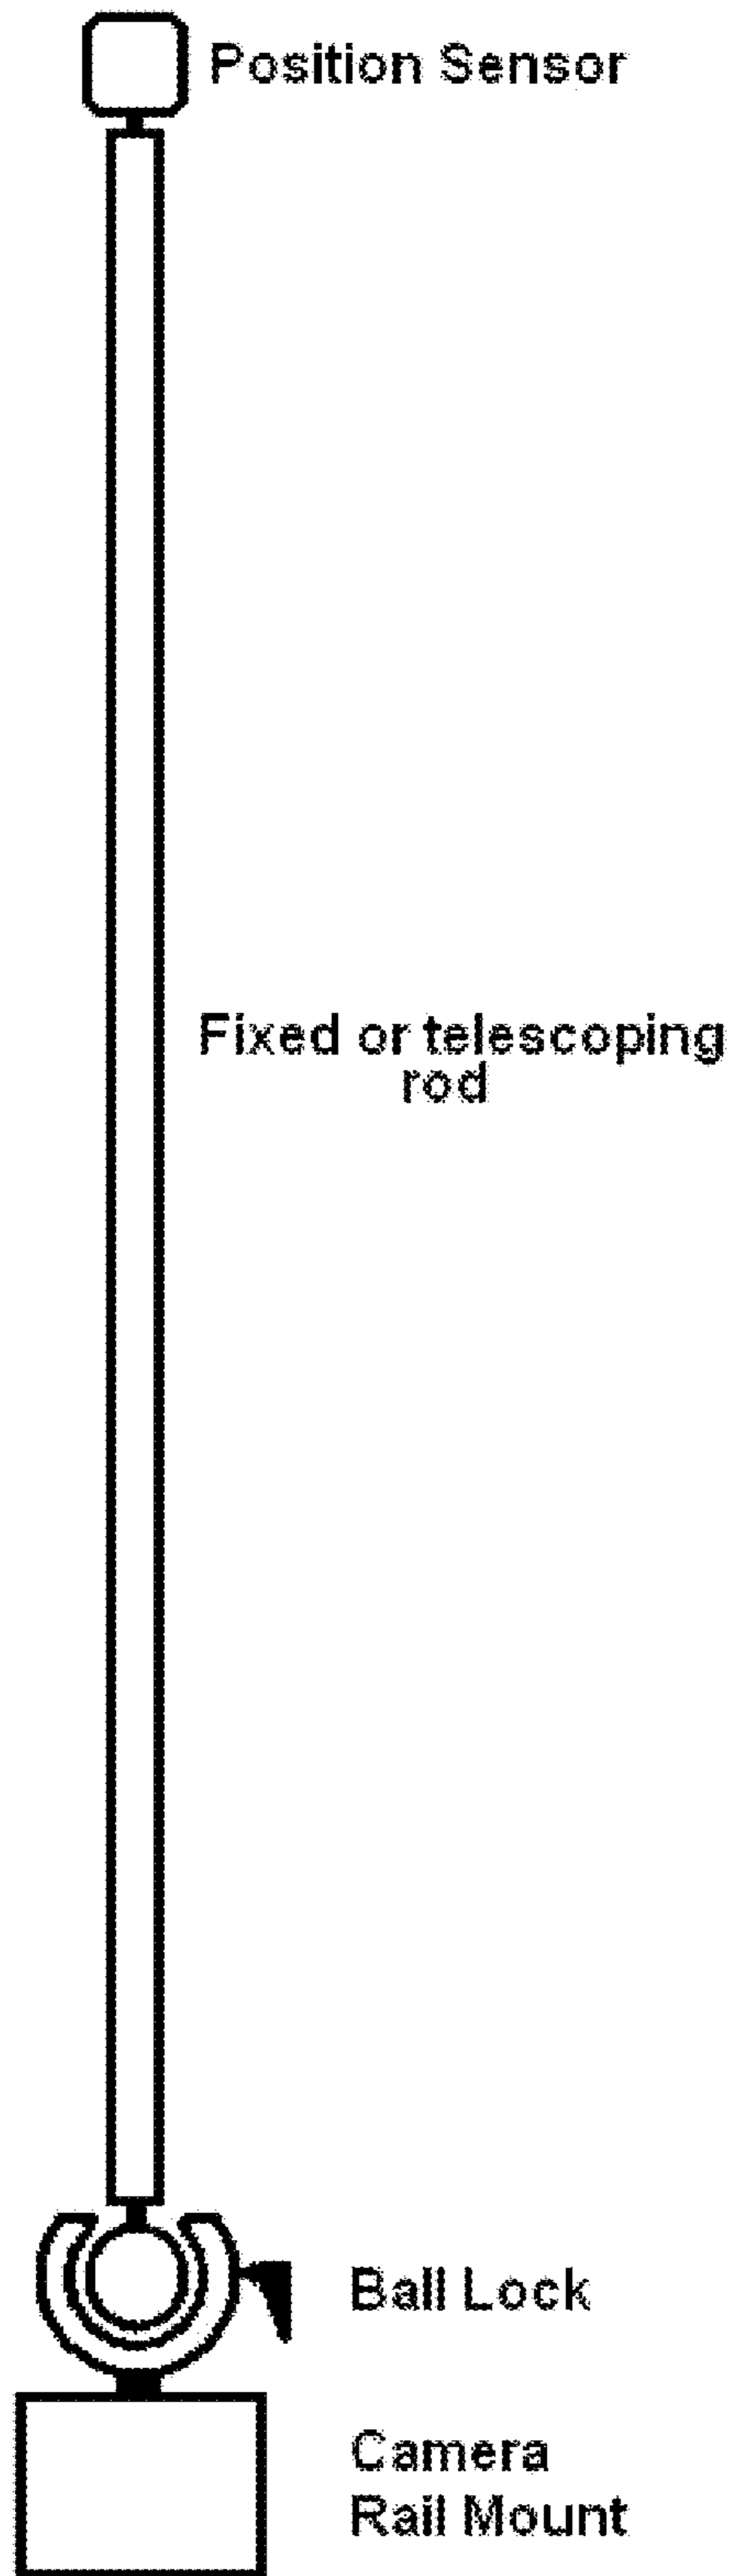 Position Sensor
Fixed or telescoping
rod
Ball Lock
Camera
Rail Mount